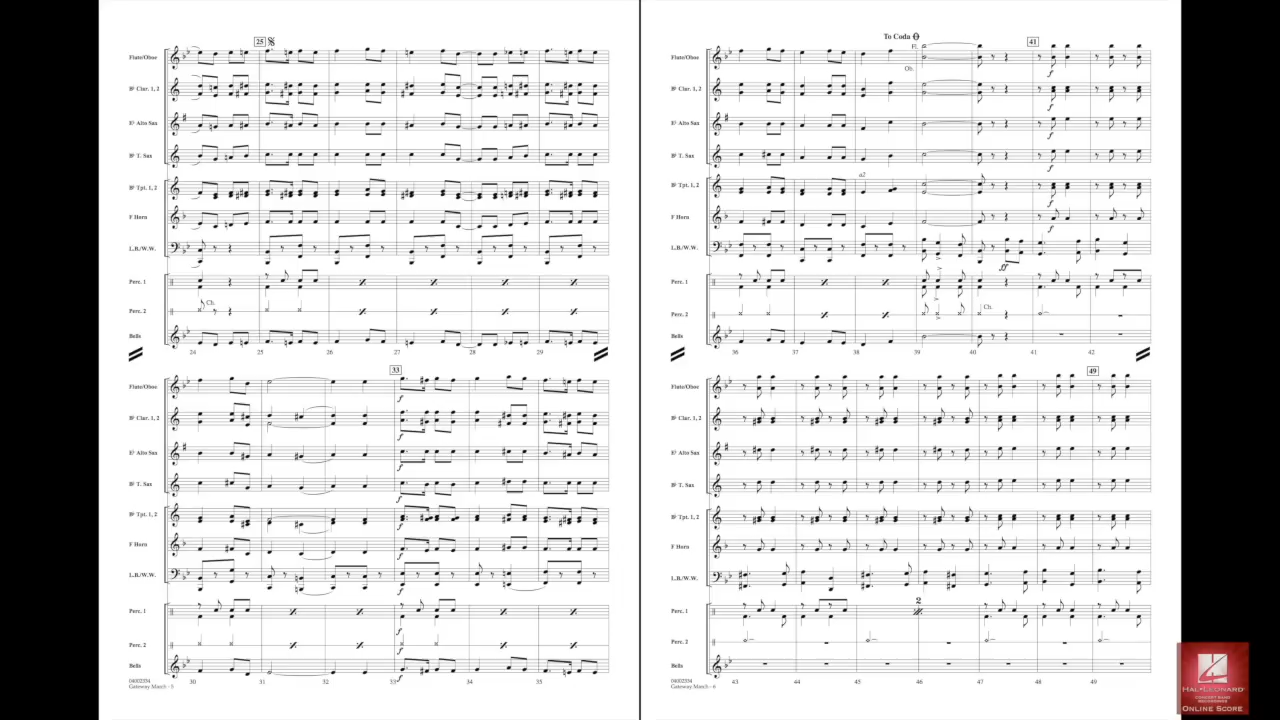 25
Flute/Oboe
B♭ Clar. 1, 2
E♭ Alto Sax
B♭ T. Sax
B♭ Tpt. 1, 2
F Horn
L.B./W.W.
Perc. 1
Ch.
Perc. 2
Bells
24 25 26 27 28 29
33
Flute/Oboe
f
B♭ Clar. 1, 2
f
E♭ Alto Sax
f
B♭ T. Sax
f
B♭ Tpt. 1, 2
f
F Horn
f
L.B./W.W.
f
Perc. 1
f
Perc. 2
Bells
f
30 31 32 33 34 35
04002334
Gateway March - 5
To Coda
41
Fl.
Flute/Oboe
Ob.
f
B♭ Clar. 1, 2
f
E♭ Alto Sax
f
B♭ T. Sax
f
a2
B♭ Tpt. 1, 2
f
F Horn
f
L.B./W.W.
ff
Perc. 1
Ch.
Perc. 2
Bells
36 37 38 39 40 41 42
49
Flute/Oboe
B♭ Clar. 1, 2
E♭ Alto Sax
B♭ T. Sax
B♭ Tpt. 1, 2
F Horn
L.B./W.W.
2
Perc. 1
Perc. 2
Bells
43 44 45 46 47 48 49
04002334
Gateway March - 6
HAL•LEONARD
CONCERT BAND
RECORDINGS
ONLINE SCORE